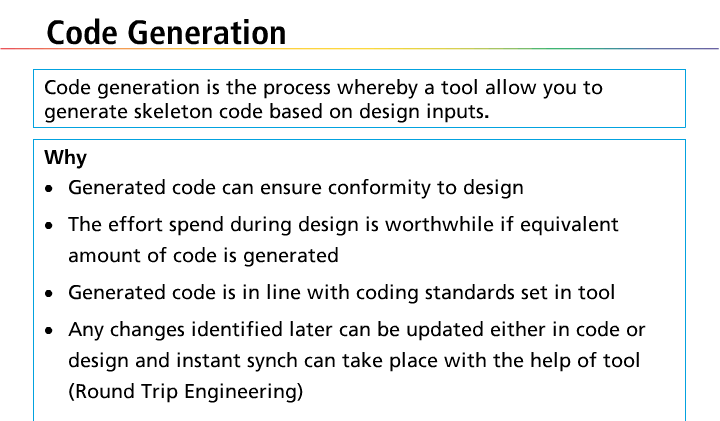 Code Generation
Code generation is the process whereby a tool allow you to
generate skeleton code based on design inputs.
Why
• Generated code can ensure conformity to design
• The effort spend during design is worthwhile if equivalent
amount of code is generated
• Generated code is in line with coding standards set in tool
• Any changes identified later can be updated either in code or
design and instant synch can take place with the help of tool
(Round Trip Engineering)